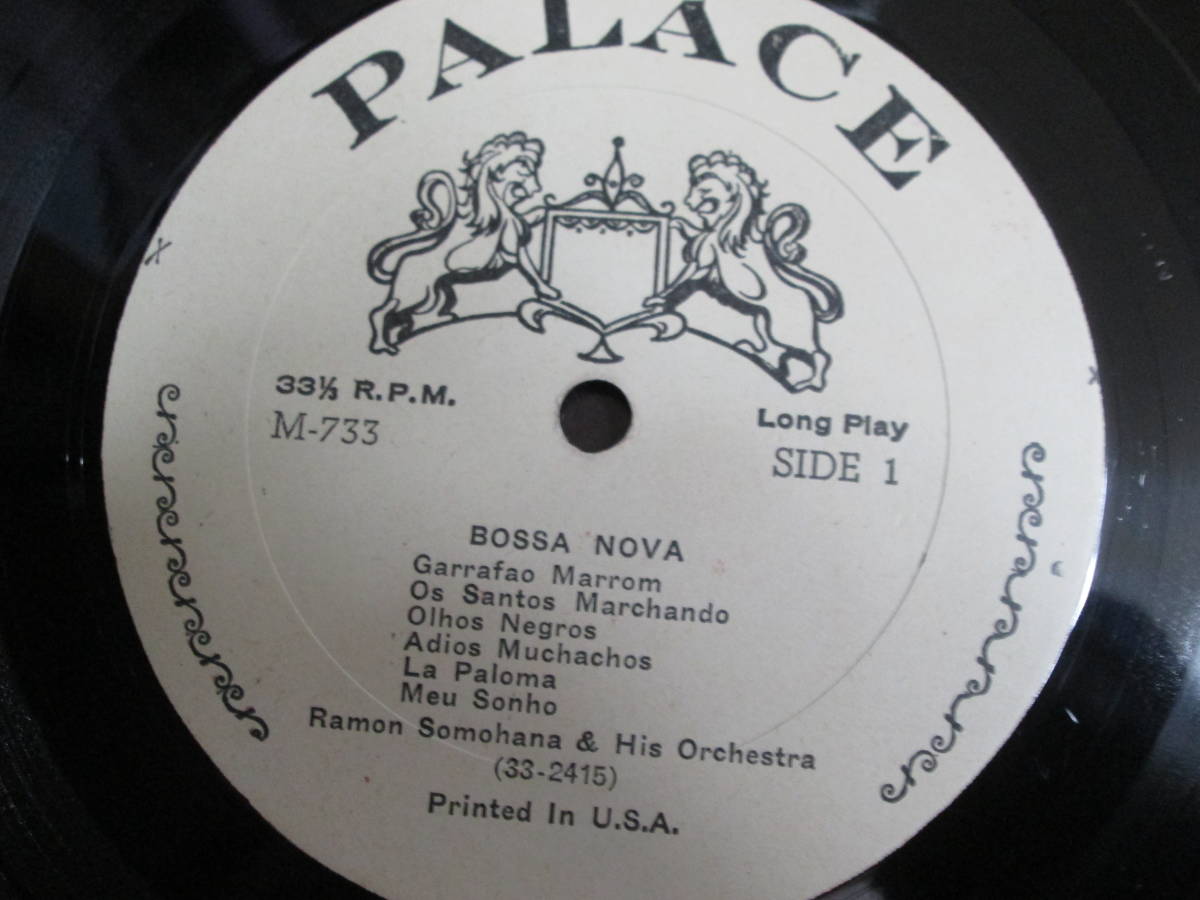 PALACE
33⅓ R.P.M.
M-733
Long Play
SIDE 1
BOSSA NOVA
Garrafao Marrom
Os Santos Marchando
Olhos Negros
Adios Muchachos
La Paloma
Meu Sonho
Ramon Somohana & His Orchestra
(33-2415)
Printed In U.S.A.